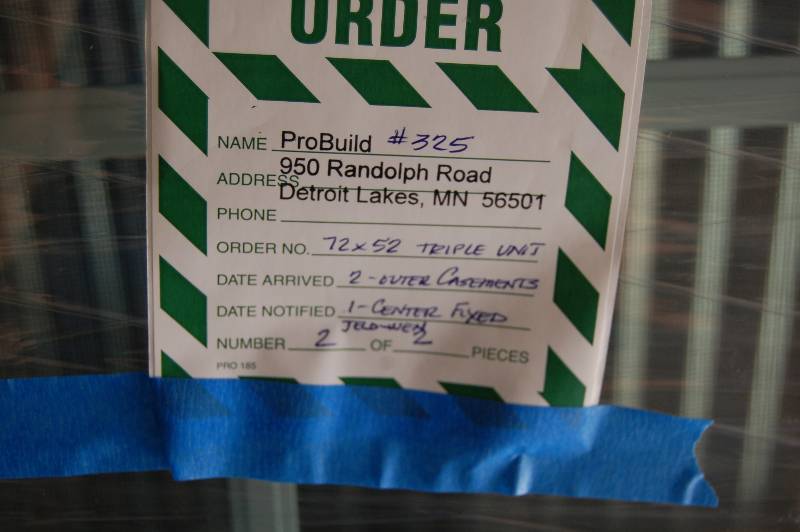 ORDER
NAME ProBuild #325
950 Randolph Road
ADDRESS
Detroit Lakes, MN 56501
PHONE
ORDER NO. 72x52 TRIPLE UNIT
DATE ARRIVED 2-OUTER CASEMENTS
DATE NOTIFIED 1-CENTER FIXED
JELD-WEN
NUMBER 2 OF 2 PIECES
PRO 185